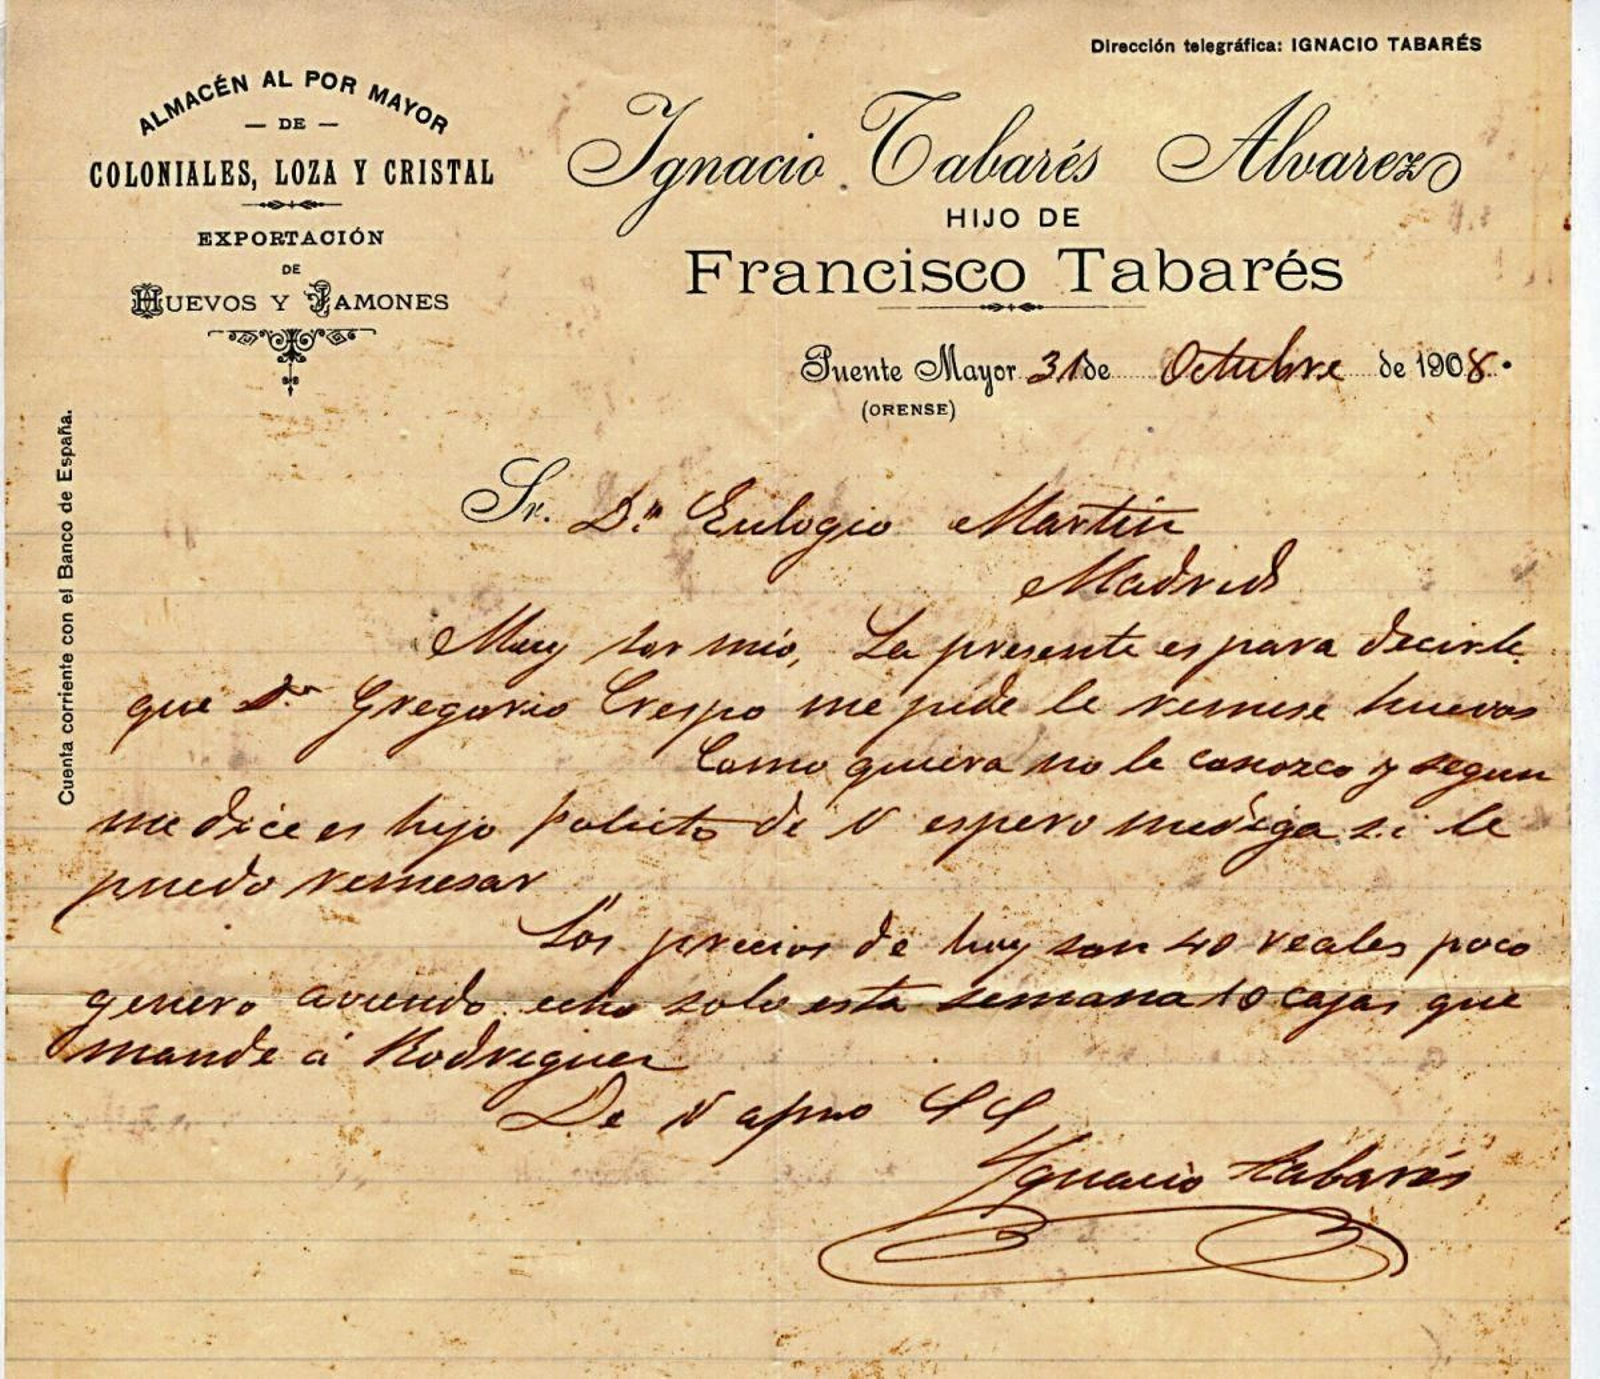 Dirección telegráfica: IGNACIO TABARÉS
ALMACÉN AL POR MAYOR
— DE —
COLONIALES, LOZA Y CRISTAL
EXPORTACIÓN
DE
HUEVOS Y JAMONES
Ignacio Tabarés Alvarez
HIJO DE
Francisco Tabarés
Puente Mayor 31 de Octubre de 1908.
(ORENSE)
Cuenta corriente con el Banco de España.
Sr. Dn Eulogio Martin
Madrid
Muy Sor mio, La presente es para decirle
que Dn Gregorio Crespo me pide le remese huevos
Como quiera no le conozco y segun
me dice es hijo politco de V espero me diga si le
puedo remesar
Los precios de hoy son 40 reales poco
genero aviendo echo solo esta semana 10 cajas que
mande á Rodriguez
De V afmo SS
Ignacio Tabarés